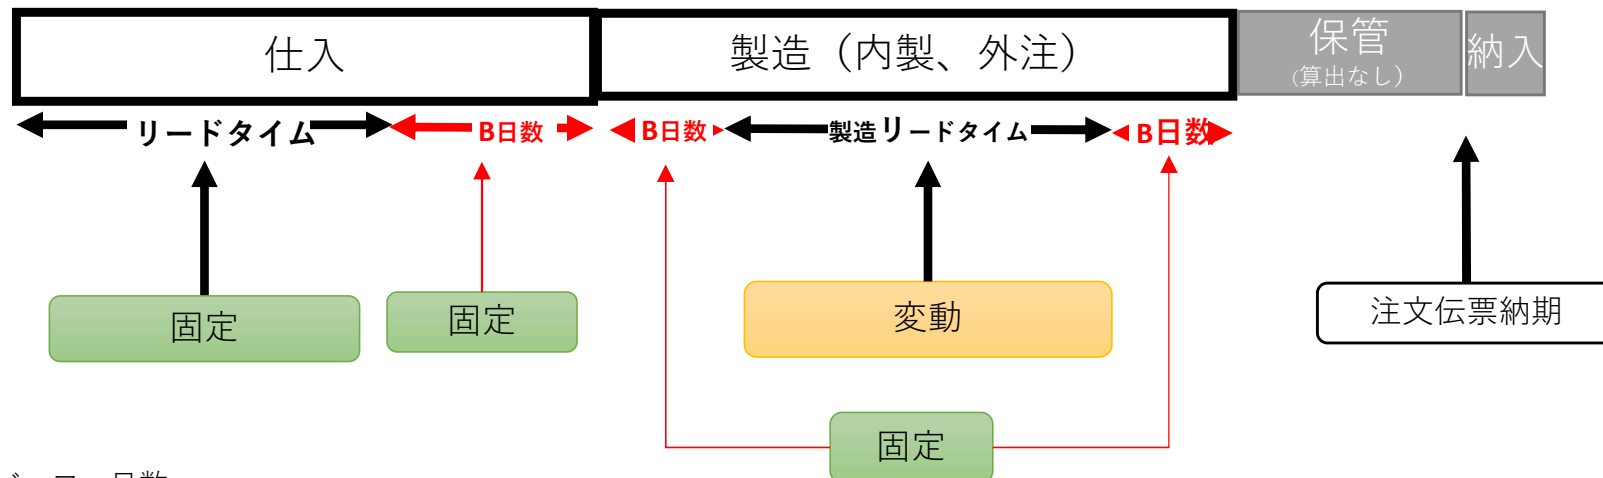 仕入
製造（内製、外注）
保管
（算出なし）
納入
リードタイム
B日数
B日数
製造リードタイム
B日数
固定
固定
変動
注文伝票納期
固定